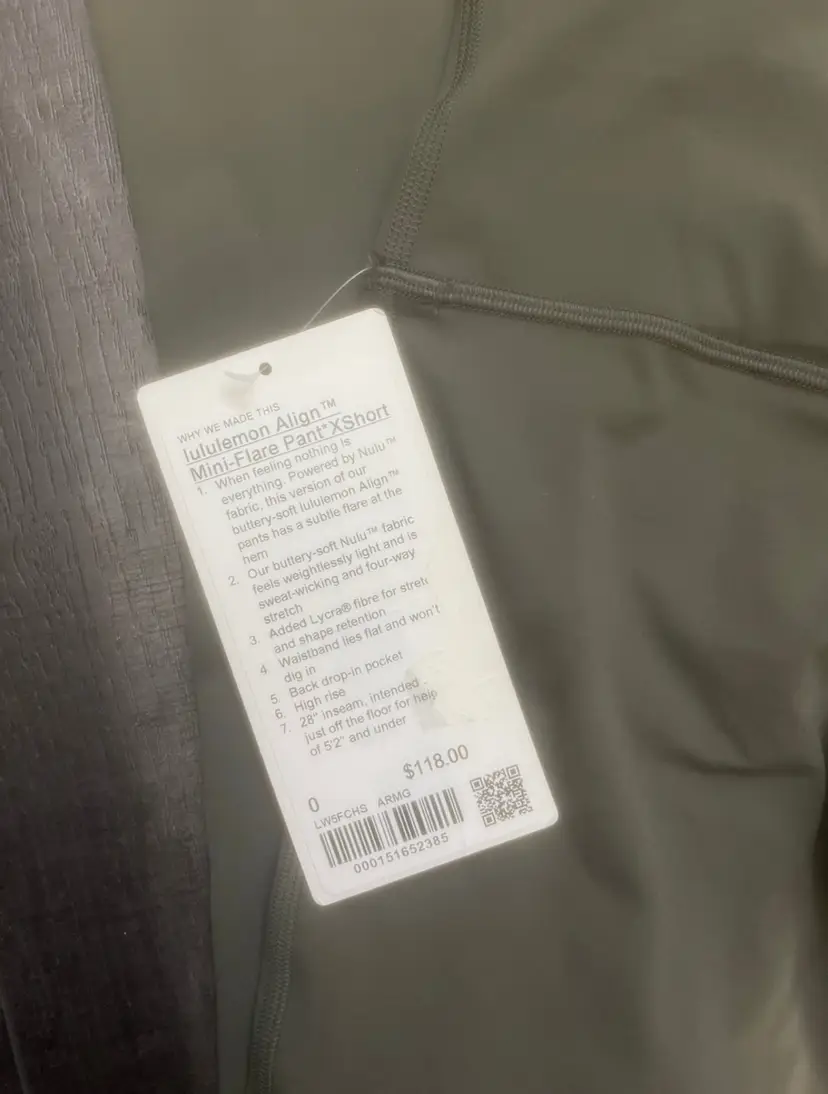 WHY WE MADE THIS
lululemon Align™
Mini-Flare Pant*XShort
1. When feeling nothing is
everything. Powered by Nulu™
fabric, this version of our
buttery-soft lululemon Align™
pants has a subtle flare at the
hem
2. Our buttery-soft Nulu™ fabric
feels weightlessly light and is
sweat-wicking and four-way
stretch
3. Added Lycra® fibre for stretc
and shape retention
4. Waistband lies flat and won't
dig in
5. Back drop-in pocket
6. High rise
7. 28" inseam, intended
just off the floor for heig
of 5'2" and under
$118.00
0
LW5FCHS ARMG
000151652385